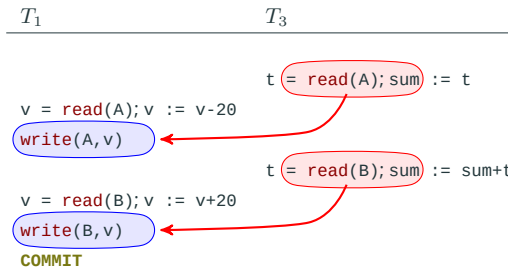 T1 T3
t = read(A); sum := t
v = read(A); v := v-20
write(A,v)
t = read(B); sum := sum+t
v = read(B); v := v+20
write(B,v)
COMMIT